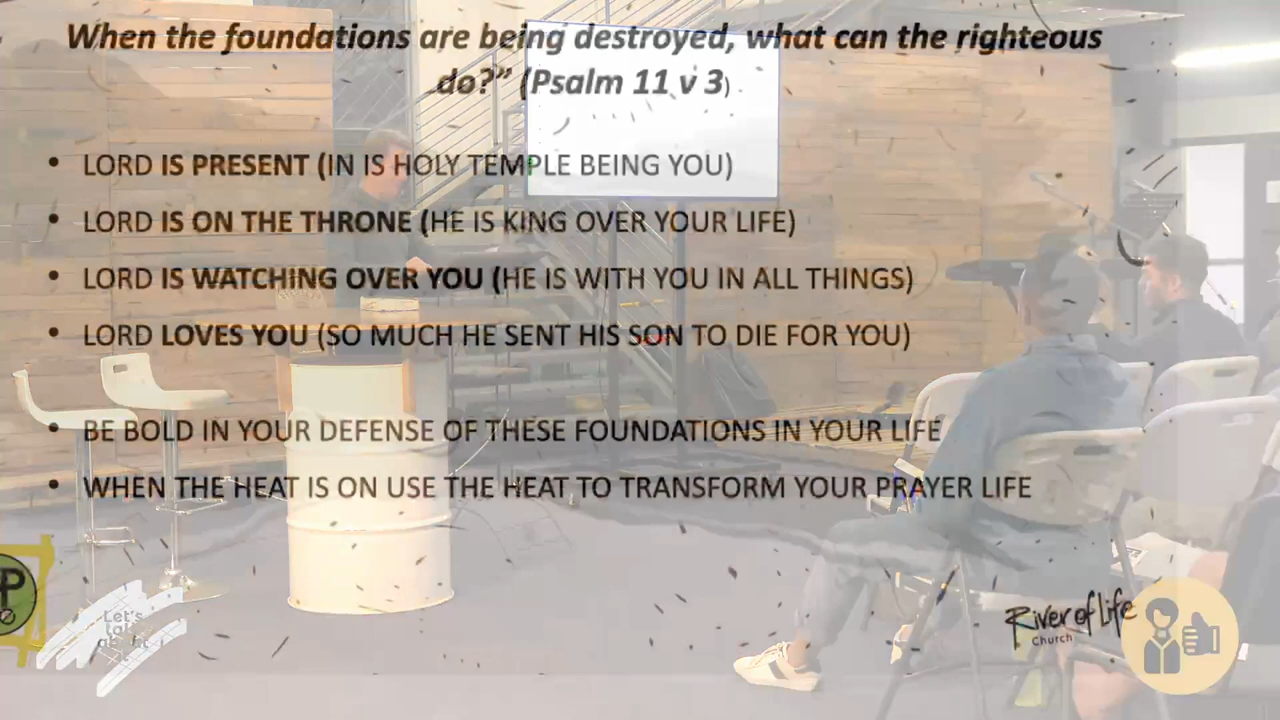 When the foundations are being destroyed, what can the righteous
do?” (Psalm 11 v 3)
• LORD IS PRESENT (IN IS HOLY TEMPLE BEING YOU)
• LORD IS ON THE THRONE (HE IS KING OVER YOUR LIFE)
• LORD IS WATCHING OVER YOU (HE IS WITH YOU IN ALL THINGS)
• LORD LOVES YOU (SO MUCH HE SENT HIS SON TO DIE FOR YOU)
• BE BOLD IN YOUR DEFENSE OF THESE FOUNDATIONS IN YOUR LIFE
• WHEN THE HEAT IS ON USE THE HEAT TO TRANSFORM YOUR PRAYER LIFE
P
Let's
River of Life
Church